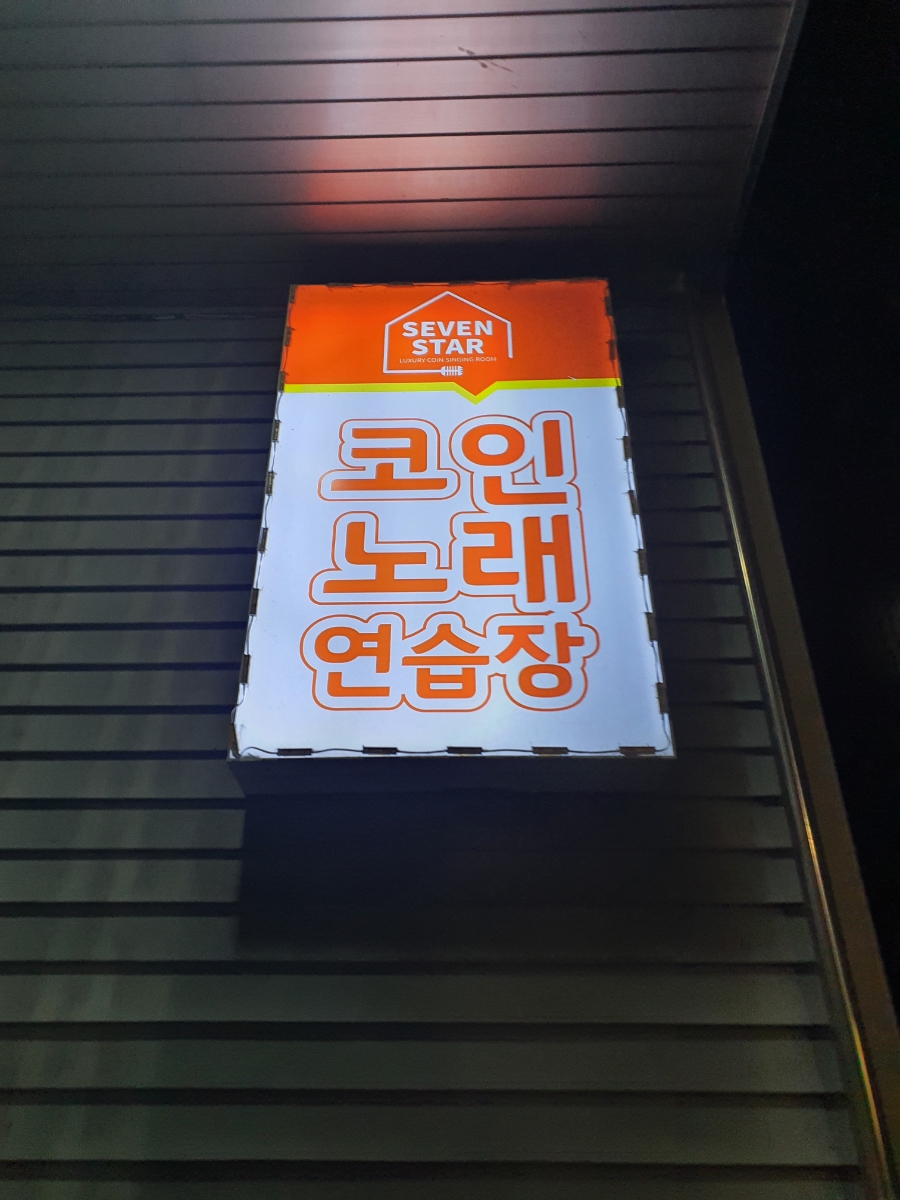 SEVEN
STAR
LUXURY COIN SINGING ROOM
코인
노래
연습장